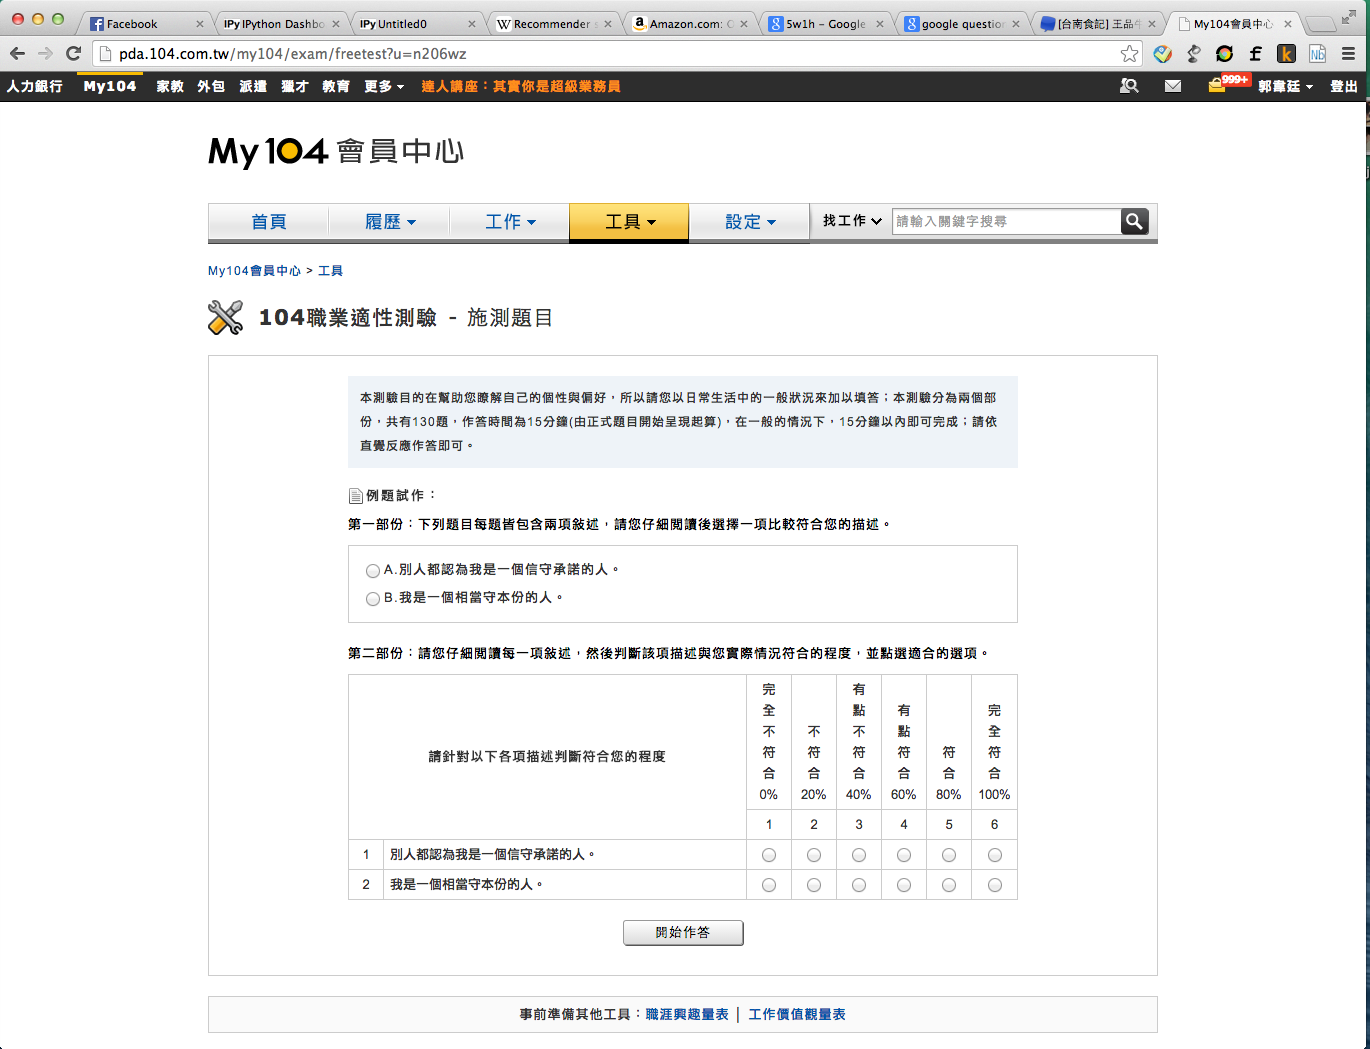 Facebook
IPy IPython Dashbo
IPy Untitled0
W Recommender s
a Amazon.com: O
8 5w1h - Google
8 google question
[台南食記] 王品牛
My104會員中心
pda.104.com.tw/my104/exam/freetest?u=n206wz
f
k
Nb
人力銀行 My104 家教 外包 派遣 獵才 教育 更多 達人講座：其實你是超級業務員
999+
郭韋廷 登出
My 104 會員中心
首頁 履歷 工作 工具 設定 找工作 請輸入關鍵字搜尋
My104會員中心 > 工具
104職業適性測驗 - 施測題目
本測驗目的在幫助您瞭解自己的個性與偏好，所以請您以日常生活中的一般狀況來加以填答；本測驗分為兩個部
份，共有130題，作答時間為15分鐘(由正式題目開始呈現起算)，在一般的情況下，15分鐘以內即可完成；請依
直覺反應作答即可。
例題試作：
第一部份：下列題目每題皆包含兩項敍述，請您仔細閱讀後選擇一項比較符合您的描述。
A.別人都認為我是一個信守承諾的人。
B.我是一個相當守本份的人。
第二部份：請您仔細閱讀每一項敍述，然後判斷該項描述與您實際情況符合的程度，並點選適合的選項。
請針對以下各項描述判斷符合您的程度
完全不符合 0%
不符合 20%
有點不符合 40%
有點符合 60%
符合 80%
完全符合 100%
1 2 3 4 5 6
1 別人都認為我是一個信守承諾的人。
2 我是一個相當守本份的人。
開始作答
事前準備其他工具：職涯興趣量表 │ 工作價值觀量表